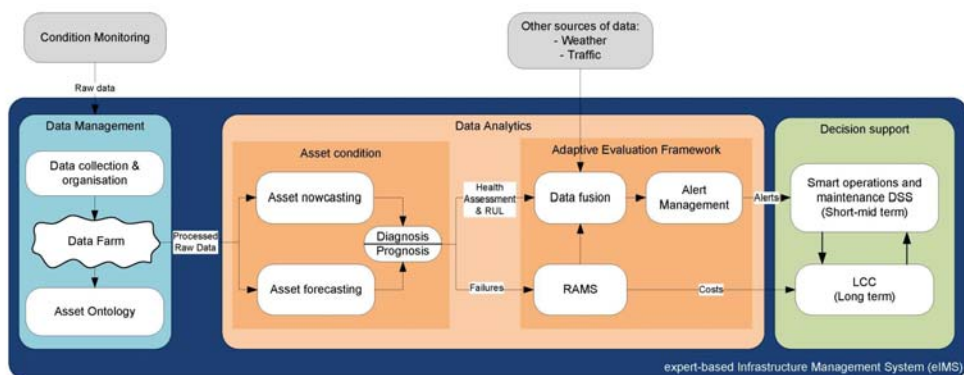 Condition Monitoring
Other sources of data:
- Weather
- Traffic
Raw data
Data Management
Data collection &
organisation
Data Farm
Asset Ontology
Processed
Raw Data
Data Analytics
Asset condition
Asset nowcasting
Diagnosis
Prognosis
Asset forecasting
Health
Assessment
& RUL
Failures
Adaptive Evaluation Framework
Data fusion
Alert
Management
RAMS
Alerts
Costs
Decision support
Smart operations and
maintenance DSS
(Short-mid term)
LCC
(Long term)
expert-based Infrastructure Management System (eIMS)